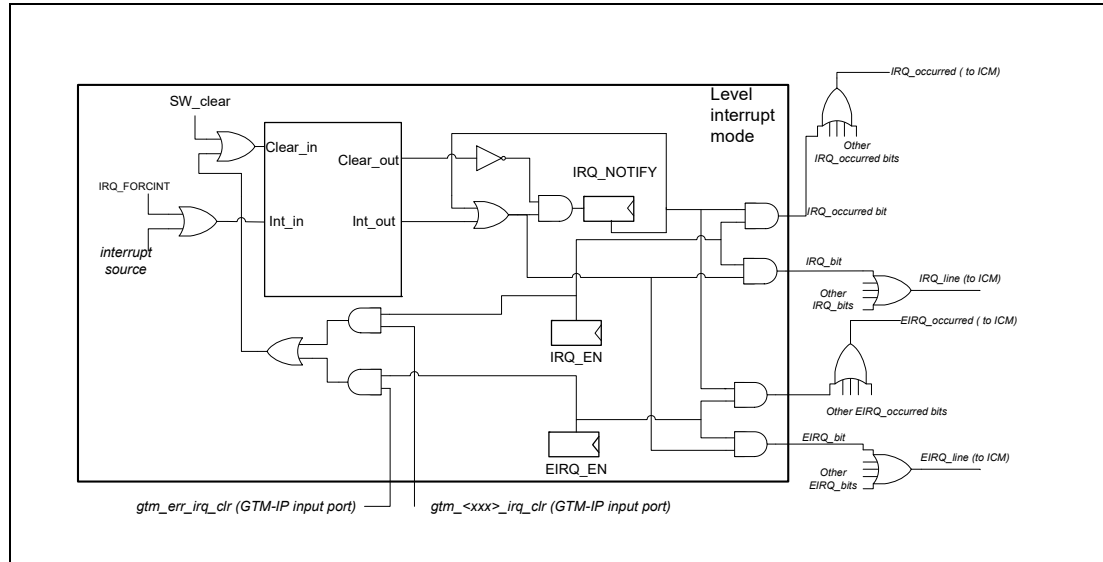 IRQ_occurred ( to ICM)
Level
interrupt
mode
SW_clear
Other
IRQ_occurred bits
Clear_in
Clear_out
IRQ_NOTIFY
IRQ_FORCINT
IRQ_occurred bit
Int_in
Int_out
interrupt
source
IRQ_bit
IRQ_line (to ICM)
Other
IRQ_bits
EIRQ_occurred ( to ICM)
IRQ_EN
Other EIRQ_occurred bits
EIRQ_bit
EIRQ_line (to ICM)
EIRQ_EN
Other
EIRQ_bits
gtm_err_irq_clr (GTM-IP input port)
gtm_<xxx>_irq_clr (GTM-IP input port)